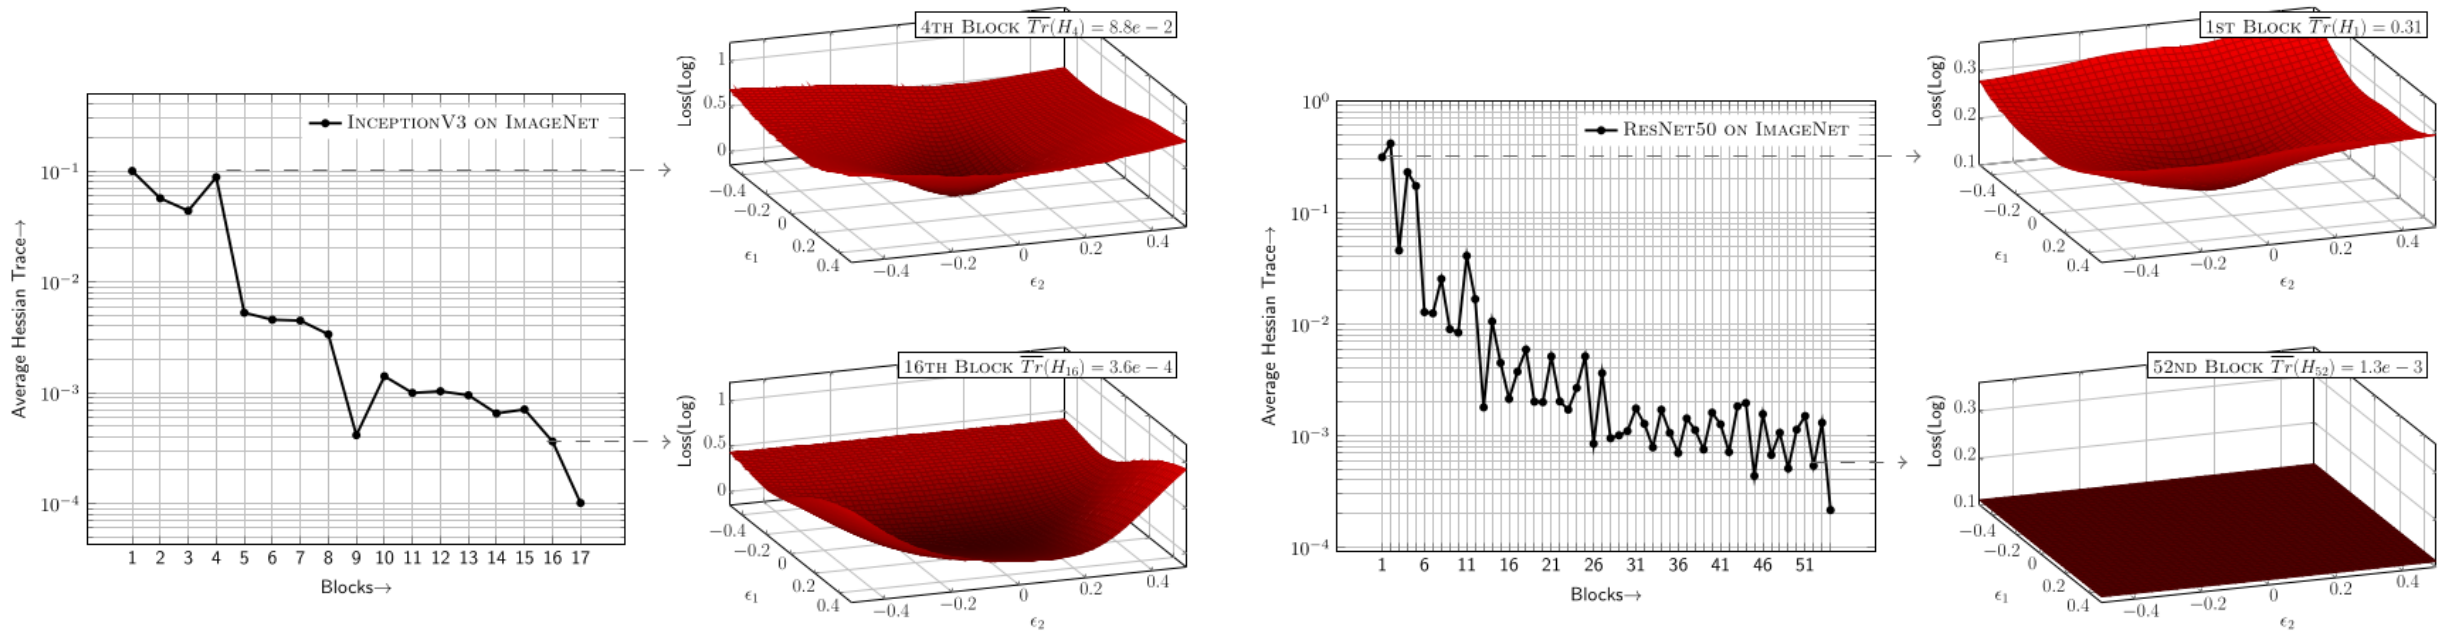 INCEPTIONV3 ON IMAGENET
10⁻¹
10⁻²
10⁻³
10⁻⁴
Average Hessian Trace→
1 2 3 4 5 6 7 8 9 10 11 12 13 14 15 16 17
Blocks→
4TH BLOCK T̅r̅(H₄) = 8.8e − 2
Loss(Log)
1
0.5
0
−0.4
−0.2
0
0.2
0.4
ϵ₁
−0.4 −0.2 0 0.2 0.4
ϵ₂
16TH BLOCK T̅r̅(H₁₆) = 3.6e − 4
Loss(Log)
1
0.5
0
−0.4
−0.2
0
0.2
0.4
ϵ₁
−0.4 −0.2 0 0.2 0.4
ϵ₂
RESNET50 ON IMAGENET
10⁰
10⁻¹
10⁻²
10⁻³
10⁻⁴
Average Hessian Trace→
1 6 11 16 21 26 31 36 41 46 51
Blocks→
1ST BLOCK T̅r̅(H₁) = 0.31
Loss(Log)
0.3
0.2
0.1
−0.4
−0.2
0
0.2
0.4
ϵ₁
−0.4 −0.2 0 0.2 0.4
ϵ₂
52ND BLOCK T̅r̅(H₅₂) = 1.3e − 3
Loss(Log)
0.3
0.2
0.1
−0.4
−0.2
0
0.2
0.4
ϵ₁
−0.4 −0.2 0 0.2 0.4
ϵ₂